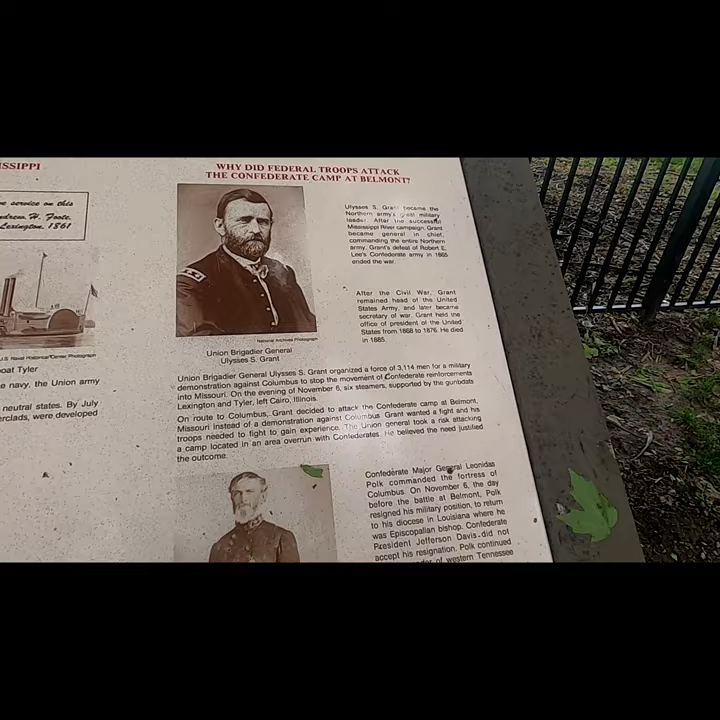 SSISSIPPI
e service on this
ndrew H. Foote,
Lexington, 1861
U.S. Naval Historical Center Photograph
boat Tyler
e navy, the Union army
neutral states. By July
erclads, were developed
WHY DID FEDERAL TROOPS ATTACK
THE CONFEDERATE CAMP AT BELMONT?
National Archives Photograph
Union Brigadier General
Ulysses S. Grant
Ulysses S. Grant became the
Northern army's great military
leader. After the successful
Mississippi River campaign, Grant
became general in chief,
commanding the entire Northern
army. Grant's defeat of Robert E.
Lee's Confederate army in 1865
ended the war.
After the Civil War, Grant
remained head of the United
States Army, and later became
secretary of war. Grant held the
office of president of the United
States from 1868 to 1876. He died
in 1885.
Union Brigadier General Ulysses S. Grant organized a force of 3,114 men for a military
demonstration against Columbus to stop the movement of Confederate reinforcements
into Missouri. On the evening of November 6, six steamers, supported by the gunboats
Lexington and Tyler, left Cairo, Illinois.
On route to Columbus, Grant decided to attack the Confederate camp at Belmont,
Missouri instead of a demonstration against Columbus. Grant wanted a fight and his
troops needed to fight to gain experience. The Union general took a risk attacking
a camp located in an area overrun with Confederates. He believed the need justified
the outcome.
Confederate Major General Leonidas
Polk commanded the fortress of
Columbus. On November 6, the day
before the battle at Belmont, Polk
resigned his military position, to return
to his diocese in Louisiana where he
was Episcopalian bishop. Confederate
President Jefferson Davis did not
accept his resignation. Polk continued
der of western Tennessee